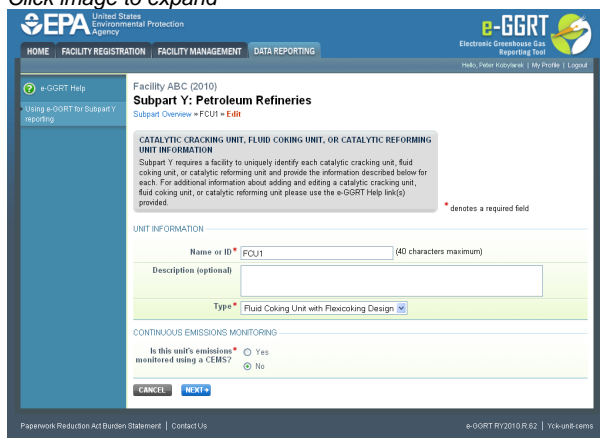 Click image to expand
EPA United States Environmental Protection Agency
e-GGRT
Electronic Greenhouse Gas Reporting Tool
HOME | FACILITY REGISTRATION | FACILITY MANAGEMENT | DATA REPORTING
Hello, Peter Kobylarek | My Profile | Logout
e-GGRT Help
Using e-GGRT for Subpart Y reporting
Facility ABC (2010)
Subpart Y: Petroleum Refineries
Subpart Overview » FCU1 » Edit
CATALYTIC CRACKING UNIT, FLUID COKING UNIT, OR CATALYTIC REFORMING
UNIT INFORMATION
Subpart Y requires a facility to uniquely identify each catalytic cracking unit, fluid
coking unit, or catalytic reforming unit and provide the information described below for
each. For additional information about adding and editing a catalytic cracking unit,
fluid coking unit, or catalytic reforming unit please use the e-GGRT Help link(s)
provided.
* denotes a required field
UNIT INFORMATION
Name or ID * FCU1 (40 characters maximum)
Description (optional)
Type * Fluid Coking Unit with Flexicoking Design
CONTINUOUS EMISSIONS MONITORING
Is this unit's emissions * monitored using a CEMS?
Yes
No
CANCEL NEXT
Paperwork Reduction Act Burden Statement | Contact Us
e-GGRT RY2010.R.62 | Yck-unit-cems